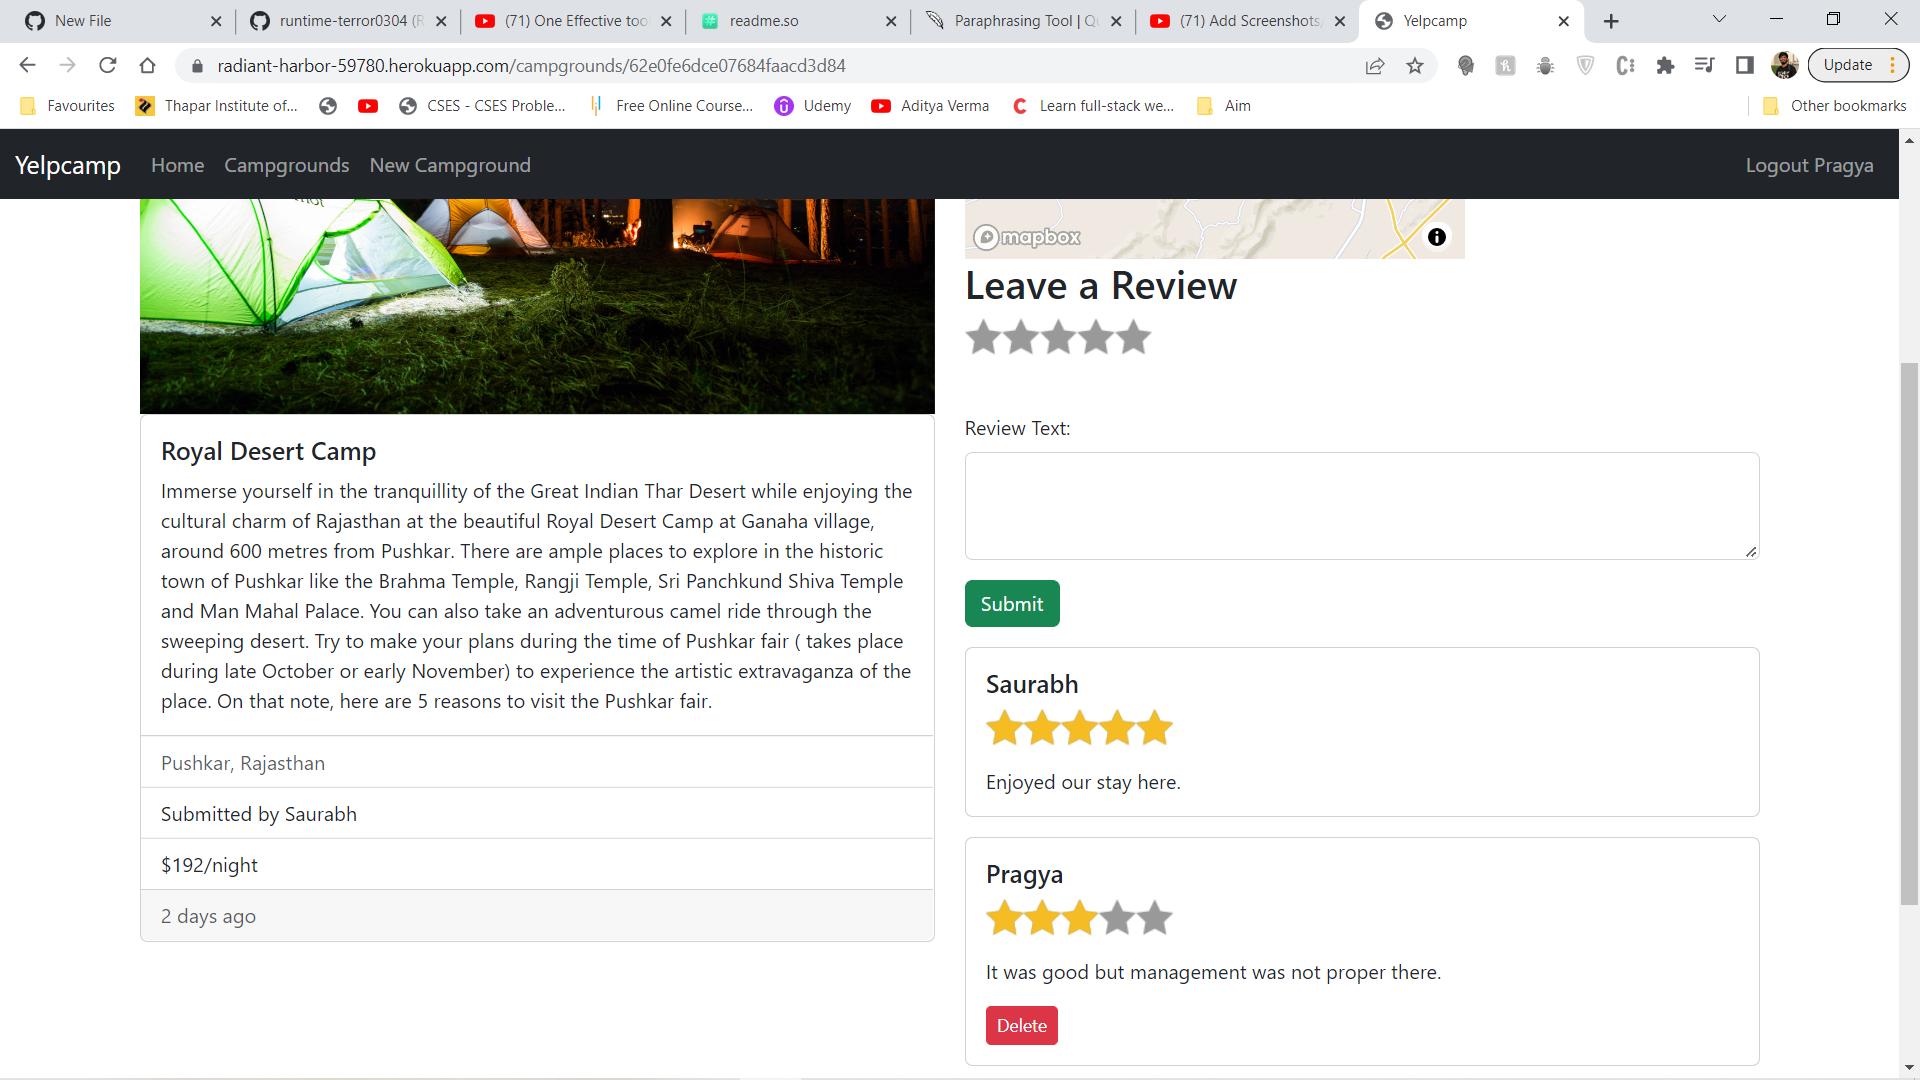 New File
runtime-terror0304 (R
(71) One Effective too
readme.so
Paraphrasing Tool | Q
(71) Add Screenshots/
Yelpcamp
radiant-harbor-59780.herokuapp.com/campgrounds/62e0fe6dce07684faacd3d84
Update
Favourites
Thapar Institute of...
CSES - CSES Proble...
Free Online Course...
Udemy
Aditya Verma
Learn full-stack we...
Aim
Other bookmarks
Yelpcamp
Home
Campgrounds
New Campground
Logout Pragya
mapbox
Leave a Review
Review Text:
Submit
Royal Desert Camp
Immerse yourself in the tranquillity of the Great Indian Thar Desert while enjoying the
cultural charm of Rajasthan at the beautiful Royal Desert Camp at Ganaha village,
around 600 metres from Pushkar. There are ample places to explore in the historic
town of Pushkar like the Brahma Temple, Rangji Temple, Sri Panchkund Shiva Temple
and Man Mahal Palace. You can also take an adventurous camel ride through the
sweeping desert. Try to make your plans during the time of Pushkar fair ( takes place
during late October or early November) to experience the artistic extravaganza of the
place. On that note, here are 5 reasons to visit the Pushkar fair.
Pushkar, Rajasthan
Submitted by Saurabh
$192/night
2 days ago
Saurabh
Enjoyed our stay here.
Pragya
It was good but management was not proper there.
Delete